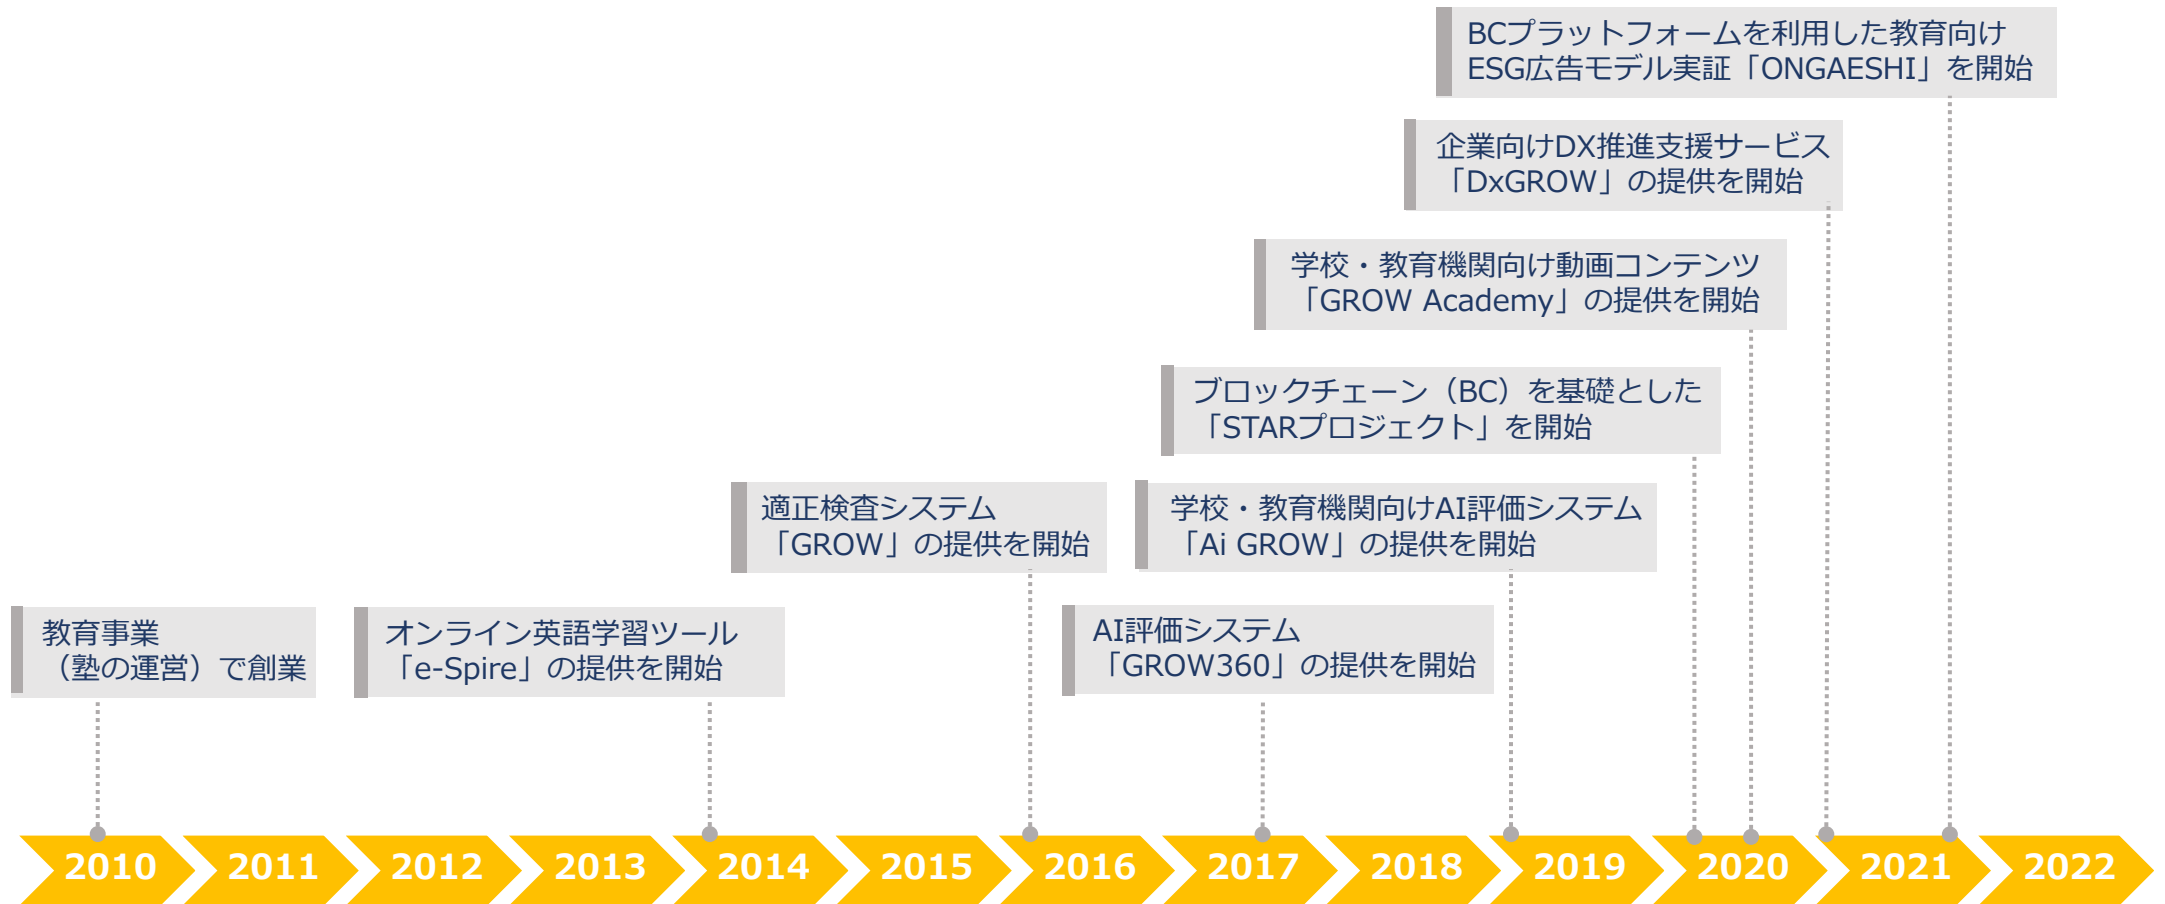 BCプラットフォームを利用した教育向け
ESG広告モデル実証「ONGAESHI」を開始
企業向けDX推進支援サービス
「DxGROW」の提供を開始
学校・教育機関向け動画コンテンツ
「GROW Academy」の提供を開始
ブロックチェーン（BC）を基礎とした
「STARプロジェクト」を開始
適正検査システム
「GROW」の提供を開始
学校・教育機関向けAI評価システム
「Ai GROW」の提供を開始
教育事業
（塾の運営）で創業
オンライン英語学習ツール
「e-Spire」の提供を開始
AI評価システム
「GROW360」の提供を開始
2010 2011 2012 2013 2014 2015 2016 2017 2018 2019 2020 2021 2022